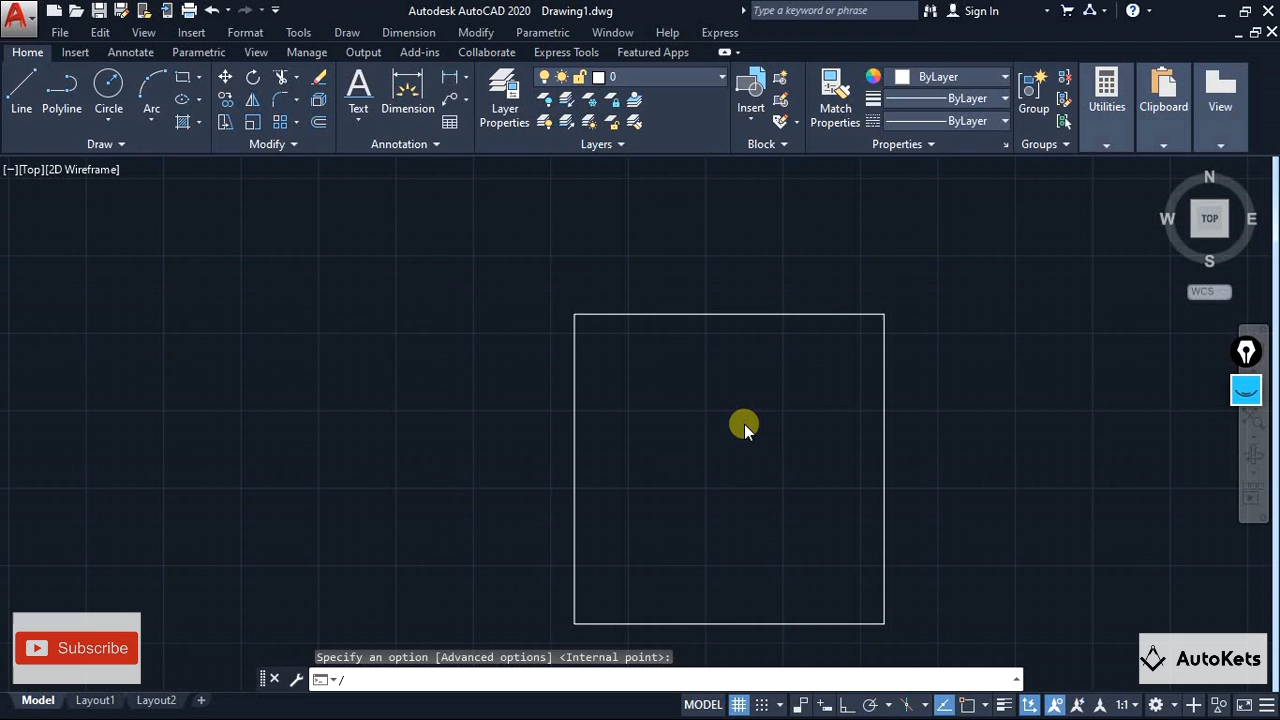 Autodesk AutoCAD 2020 Drawing1.dwg
Type a keyword or phrase
Sign In
File Edit View Insert Format Tools Draw Dimension Modify Parametric Window Help Express
Home Insert Annotate Parametric View Manage Output Add-ins Collaborate Express Tools Featured Apps
Line Polyline Circle Arc
Text Dimension
Layer
Properties
0
Insert
Match
Properties
ByLayer
ByLayer
ByLayer
Group
Utilities
Clipboard
View
Draw Modify Annotation Layers Block Properties Groups
[−][Top][2D Wireframe]
N
W TOP E
S
WCS
Subscribe
AutoKets
Specify an option [Advanced options] <Internal point>:
/
Model Layout1 Layout2 +
MODEL 1:1